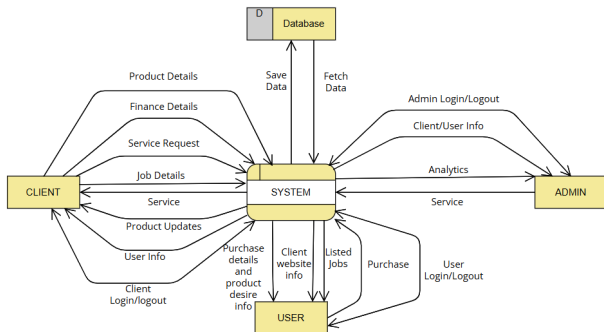 D
Database
Product Details
Save
Data
Fetch
Data
Admin Login/Logout
Finance Details
Client/User Info
Service Request
Job Details
Analytics
CLIENT
SYSTEM
ADMIN
Service
Service
Product Updates
User Info
Client
Login/logout
Purchase
details
and
product
desire
info
Client
website
info
Listed
Jobs
Purchase
User
Login/Logout
USER